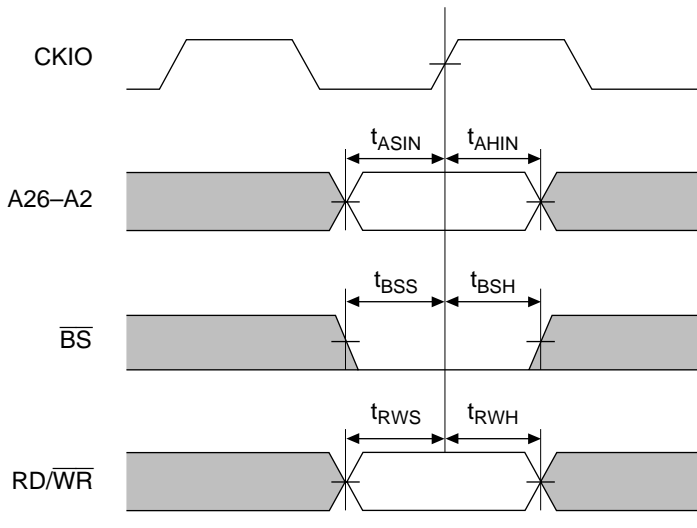 CKIO
tASIN tAHIN
A26–A2
tBSS tBSH
BS
tRWS tRWH
RD/WR